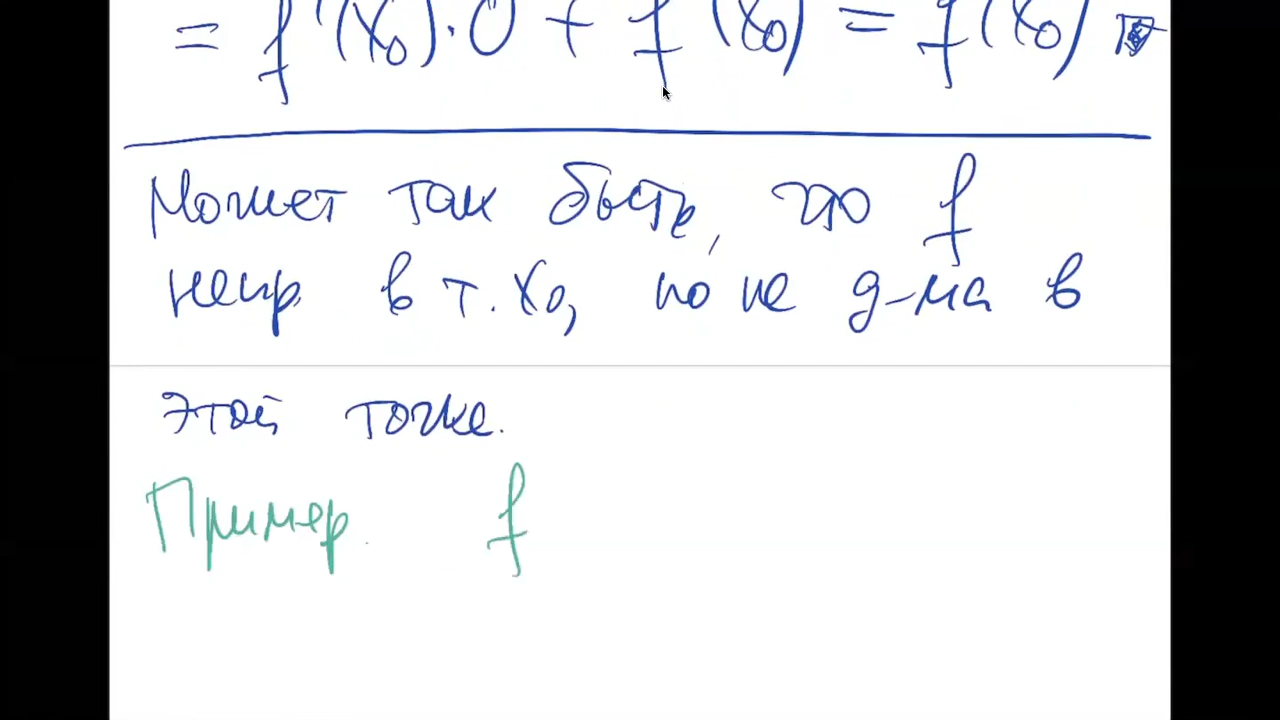 = f'(x₀)·0 + f(x₀) = f(x₀)
Может так быть, что f
непр. в т. x₀, но не д-ма в
этой точке.
Пример. f